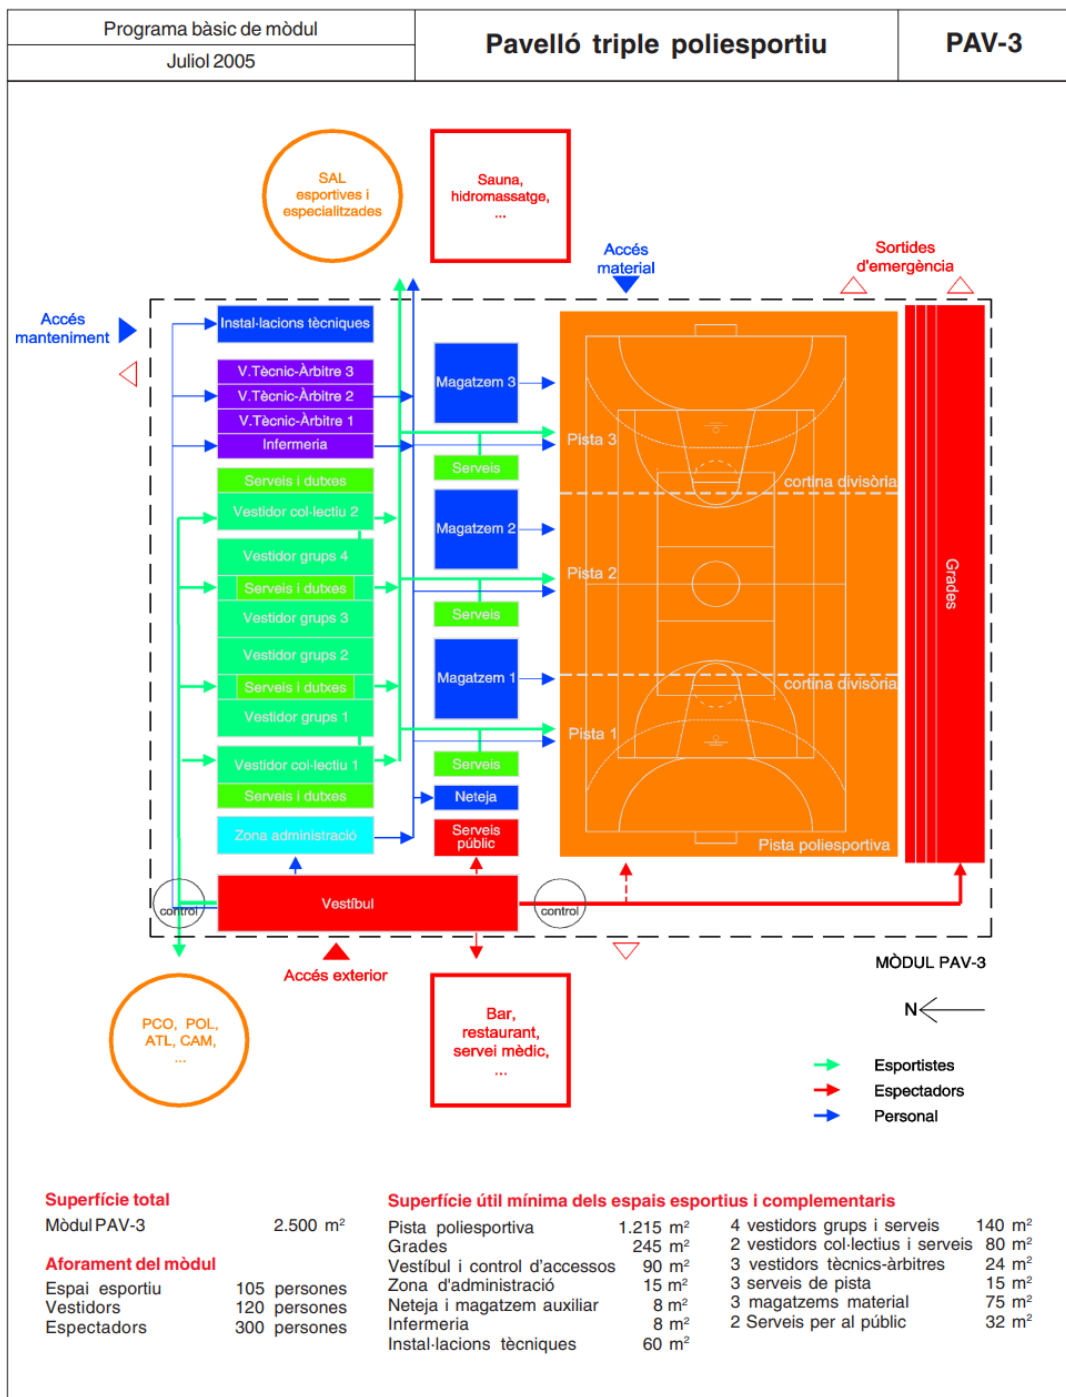 Programa bàsic de mòdul
Juliol 2005
Pavelló triple poliesportiu
PAV-3
SAL
esportives i
especialitzades
Sauna,
hidromassatge,
...
Accés
material
Sortides
d'emergència
Accés
manteniment
Instal·lacions tècniques
V.Tècnic-Àrbitre 3
V.Tècnic-Àrbitre 2
V.Tècnic-Àrbitre 1
Infermeria
Serveis i dutxes
Vestidor col·lectiu 2
Vestidor grups 4
Serveis i dutxes
Vestidor grups 3
Vestidor grups 2
Serveis i dutxes
Vestidor grups 1
Vestidor col·lectiu 1
Serveis i dutxes
Zona administració
Magatzem 3
Serveis
Magatzem 2
Serveis
Magatzem 1
Serveis
Neteja
Serveis
públic
Pista 3
cortina divisòria
Pista 2
cortina divisòria
Pista 1
Pista poliesportiva
Grades
control
Vestíbul
control
Accés exterior
MÒDUL PAV-3
N
PCO, POL,
ATL, CAM,
...
Bar,
restaurant,
servei mèdic,
...
Esportistes
Espectadors
Personal
Superfície total
Mòdul PAV-3 2.500 m²
Aforament del mòdul
Espai esportiu 105 persones
Vestidors 120 persones
Espectadors 300 persones
Superfície útil mínima dels espais esportius i complementaris
Pista poliesportiva 1.215 m²
Grades 245 m²
Vestíbul i control d'accessos 90 m²
Zona d'administració 15 m²
Neteja i magatzem auxiliar 8 m²
Infermeria 8 m²
Instal·lacions tècniques 60 m²
4 vestidors grups i serveis 140 m²
2 vestidors col·lectius i serveis 80 m²
3 vestidors tècnics-àrbitres 24 m²
3 serveis de pista 15 m²
3 magatzems material 75 m²
2 Serveis per al públic 32 m²